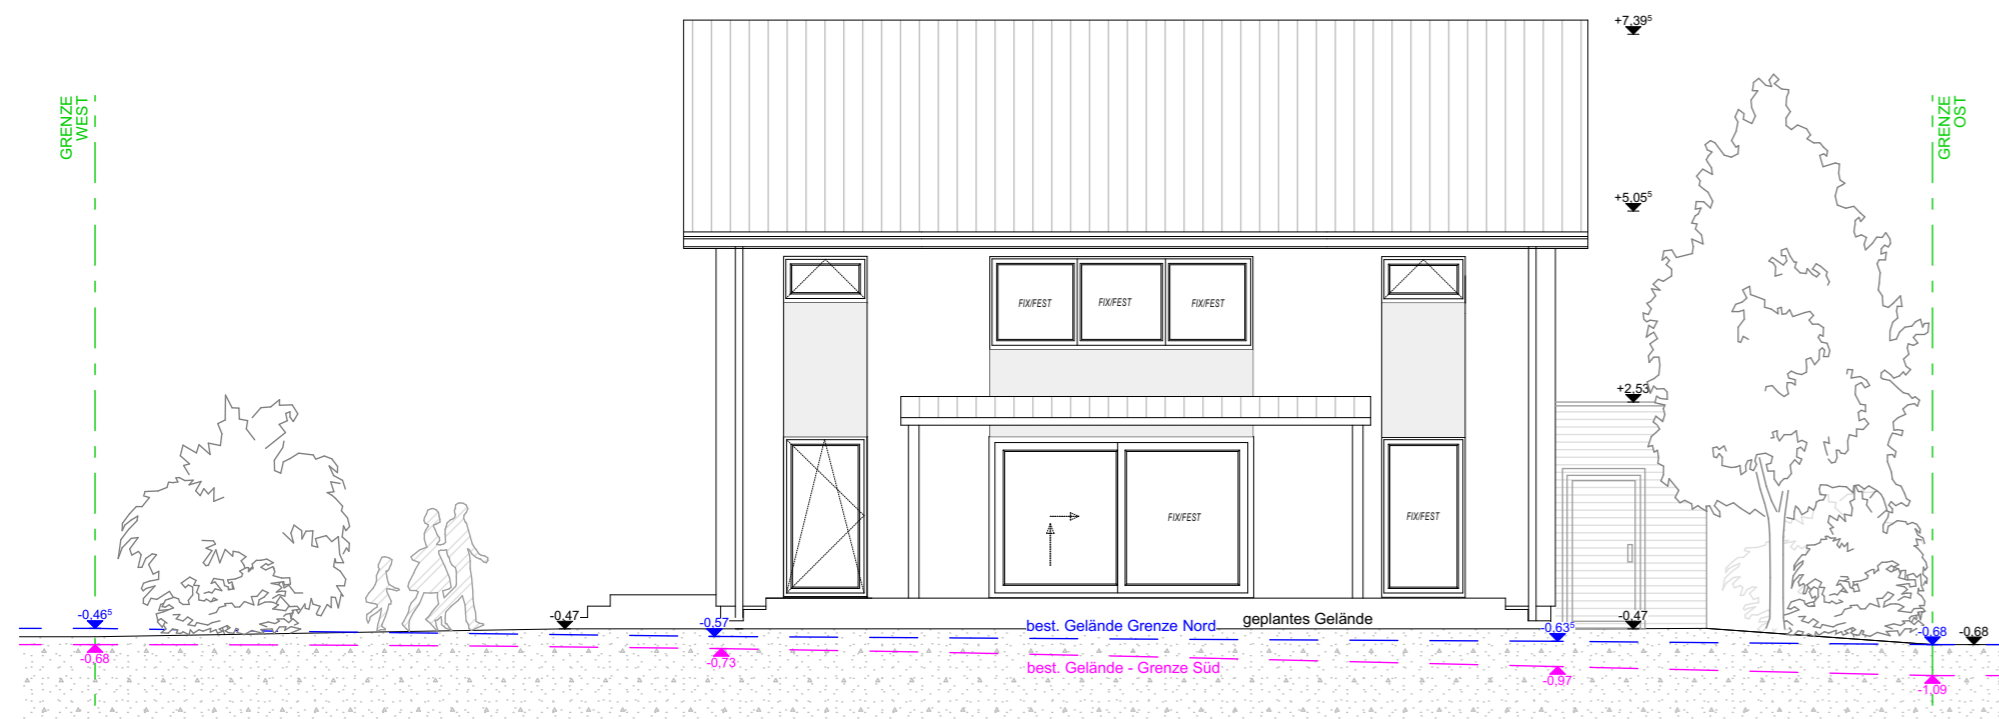 +7,39⁵
GRENZE
WEST
GRENZE
OST
+5,05⁵
FIX/FEST
FIX/FEST
FIX/FEST
+2,53
FIX/FEST
FIX/FEST
-0,46⁵
-0,47
-0,57
best. Gelände Grenze Nord
geplantes Gelände
-0,63⁵
-0,47
-0,68
-0,68
-0,68
-0,73
best. Gelände - Grenze Süd
-0,97
-1,09